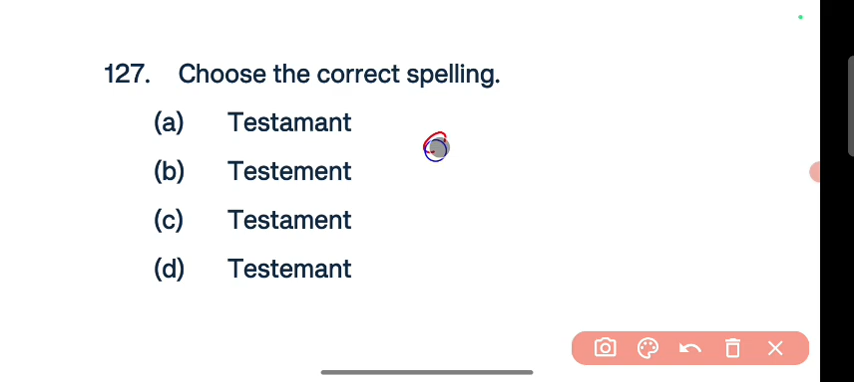 127. Choose the correct spelling.
(a) Testamant
(b) Testement
(c) Testament
(d) Testemant